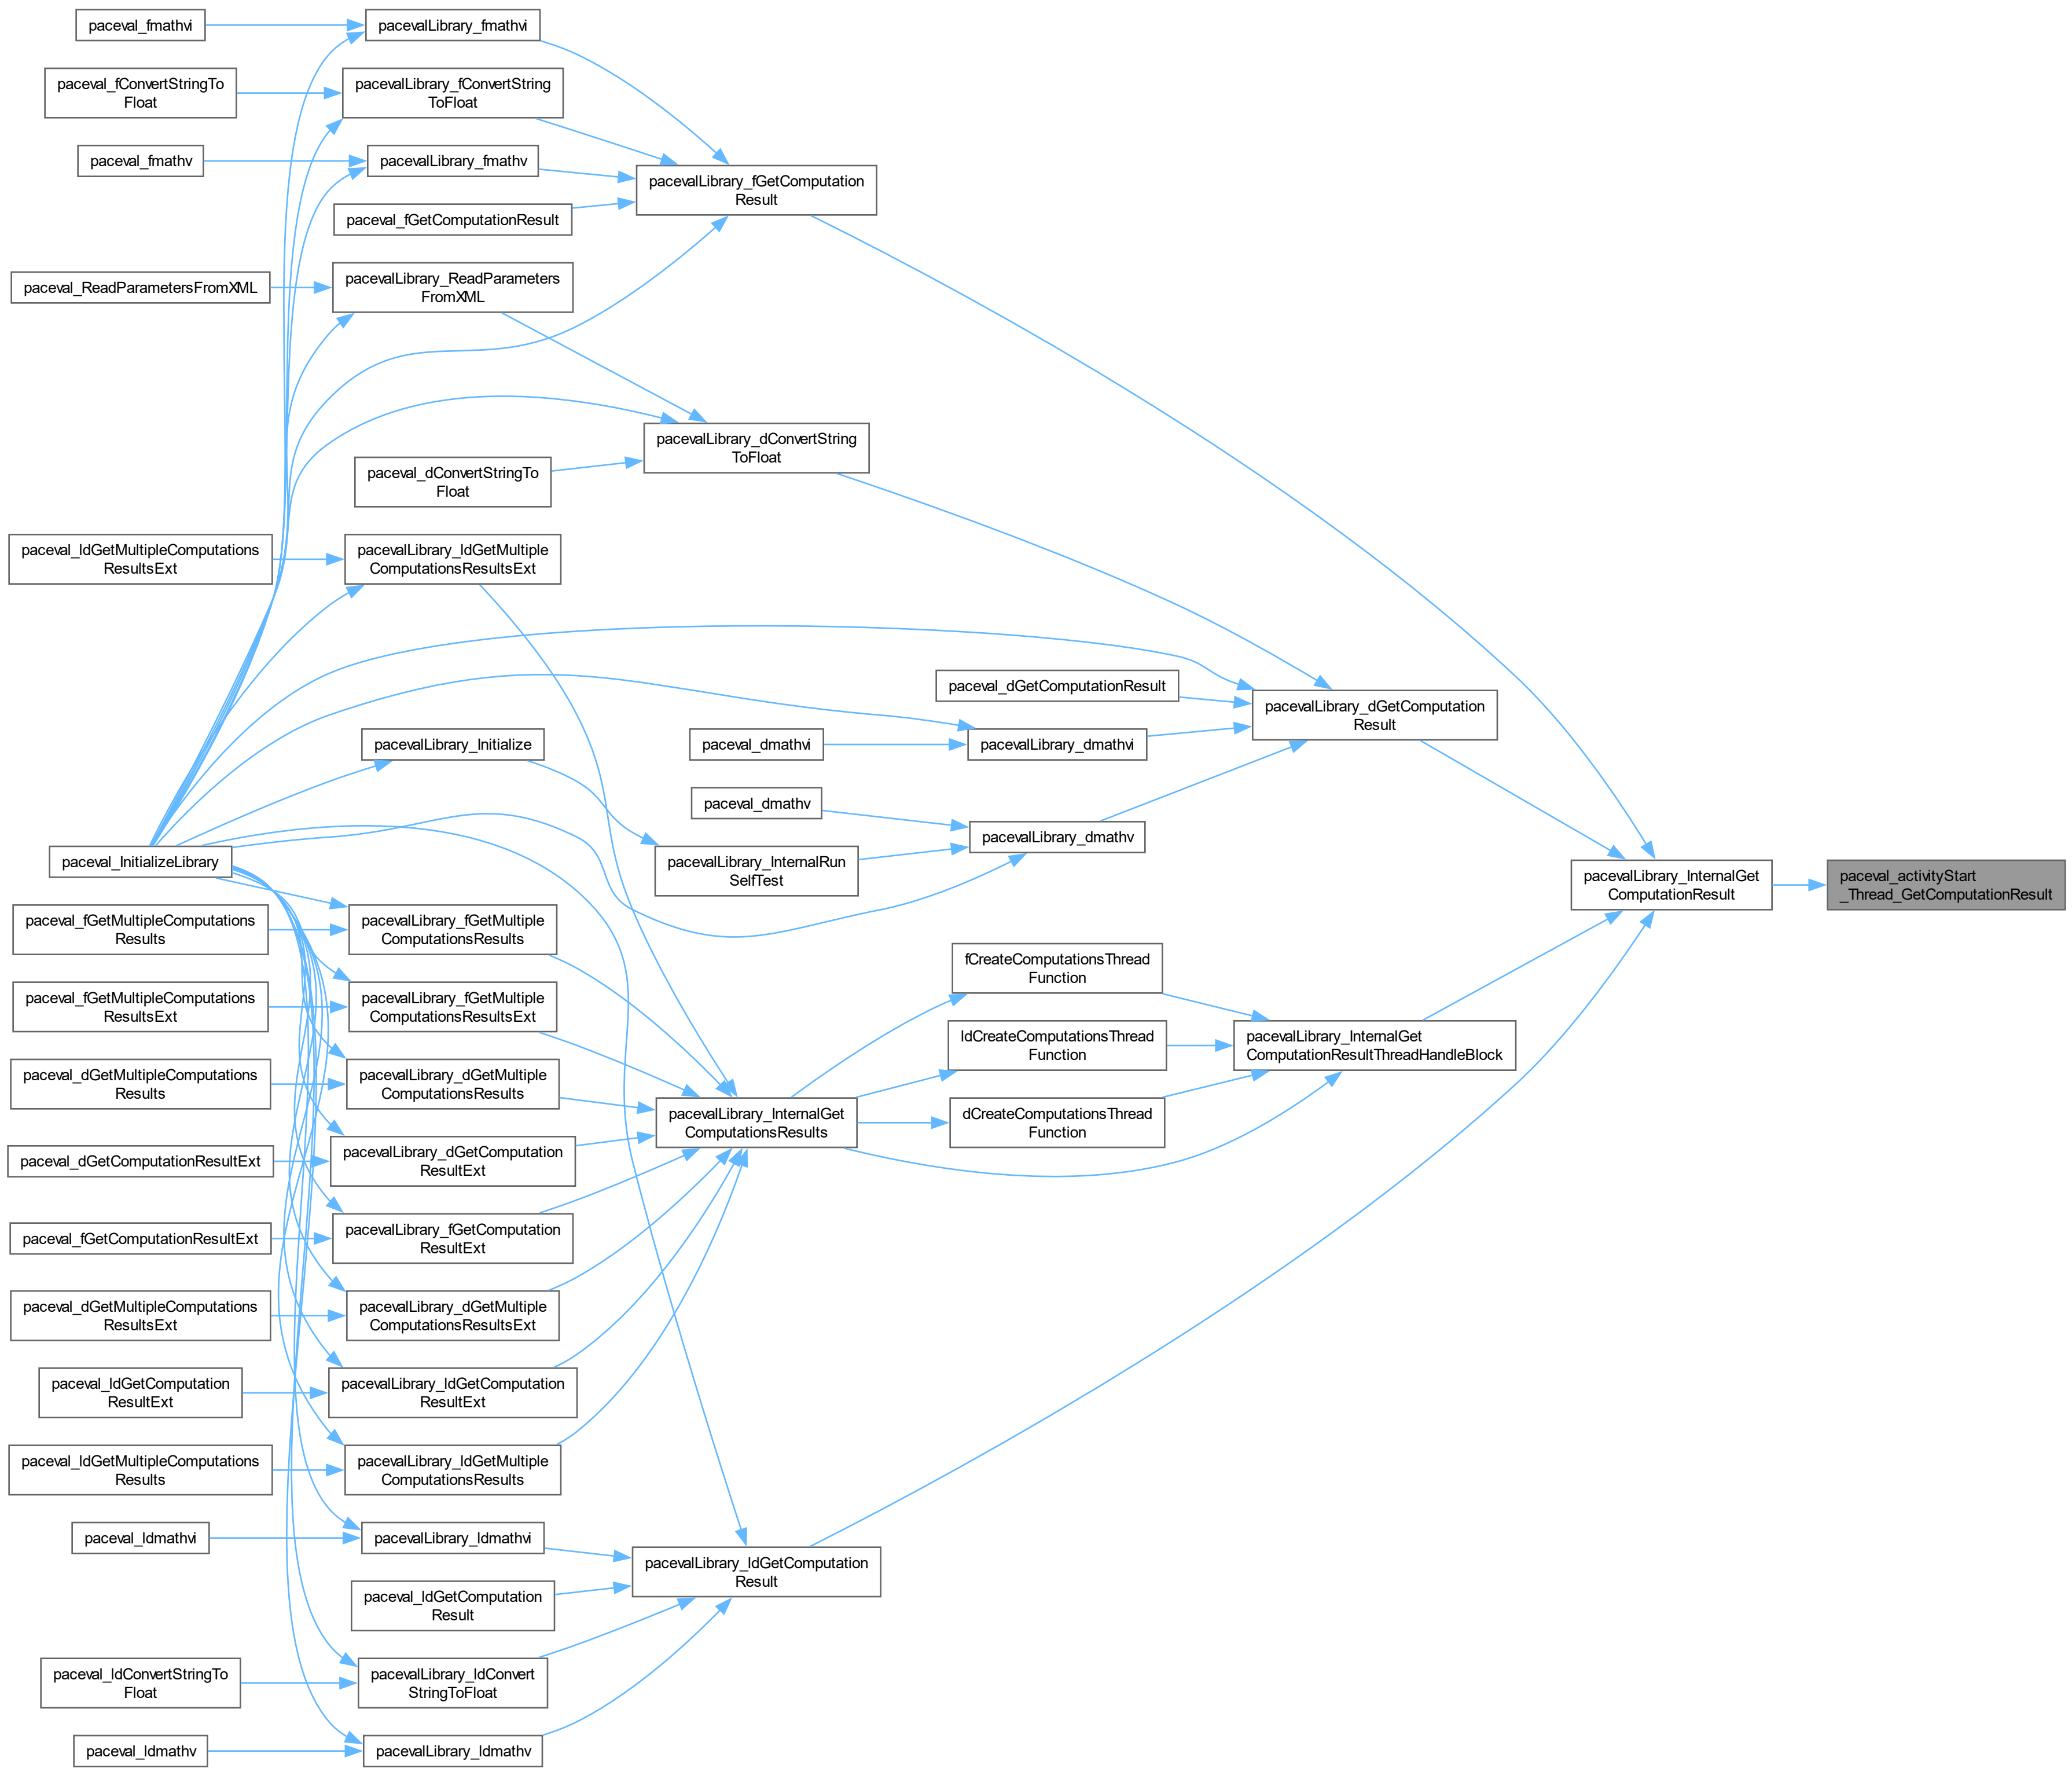 paceval_fmathvi
pacevalLibrary_fmathvi
paceval_fConvertStringTo
Float
pacevalLibrary_fConvertString
ToFloat
paceval_fmathv
pacevalLibrary_fmathv
pacevalLibrary_fGetComputation
Result
paceval_fGetComputationResult
paceval_ReadParametersFromXML
pacevalLibrary_ReadParameters
FromXML
pacevalLibrary_dConvertString
ToFloat
paceval_dConvertStringTo
Float
paceval_ldGetMultipleComputations
ResultsExt
pacevalLibrary_ldGetMultiple
ComputationsResultsExt
paceval_dGetComputationResult
pacevalLibrary_dGetComputation
Result
pacevalLibrary_Initialize
paceval_dmathvi
pacevalLibrary_dmathvi
paceval_dmathv
pacevalLibrary_dmathv
paceval_InitializeLibrary
pacevalLibrary_InternalRun
SelfTest
pacevalLibrary_InternalGet
ComputationResult
paceval_activityStart
_Thread_GetComputationResult
paceval_fGetMultipleComputations
Results
pacevalLibrary_fGetMultiple
ComputationsResults
fCreateComputationsThread
Function
paceval_fGetMultipleComputations
ResultsExt
pacevalLibrary_fGetMultiple
ComputationsResultsExt
ldCreateComputationsThread
Function
pacevalLibrary_InternalGet
ComputationResultThreadHandleBlock
paceval_dGetMultipleComputations
Results
pacevalLibrary_dGetMultiple
ComputationsResults
pacevalLibrary_InternalGet
ComputationsResults
dCreateComputationsThread
Function
paceval_dGetComputationResultExt
pacevalLibrary_dGetComputation
ResultExt
paceval_fGetComputationResultExt
pacevalLibrary_fGetComputation
ResultExt
paceval_dGetMultipleComputations
ResultsExt
pacevalLibrary_dGetMultiple
ComputationsResultsExt
paceval_ldGetComputation
ResultExt
pacevalLibrary_ldGetComputation
ResultExt
paceval_ldGetMultipleComputations
Results
pacevalLibrary_ldGetMultiple
ComputationsResults
paceval_ldmathvi
pacevalLibrary_ldmathvi
pacevalLibrary_ldGetComputation
Result
paceval_ldGetComputation
Result
paceval_ldConvertStringTo
Float
pacevalLibrary_ldConvert
StringToFloat
paceval_ldmathv
pacevalLibrary_ldmathv